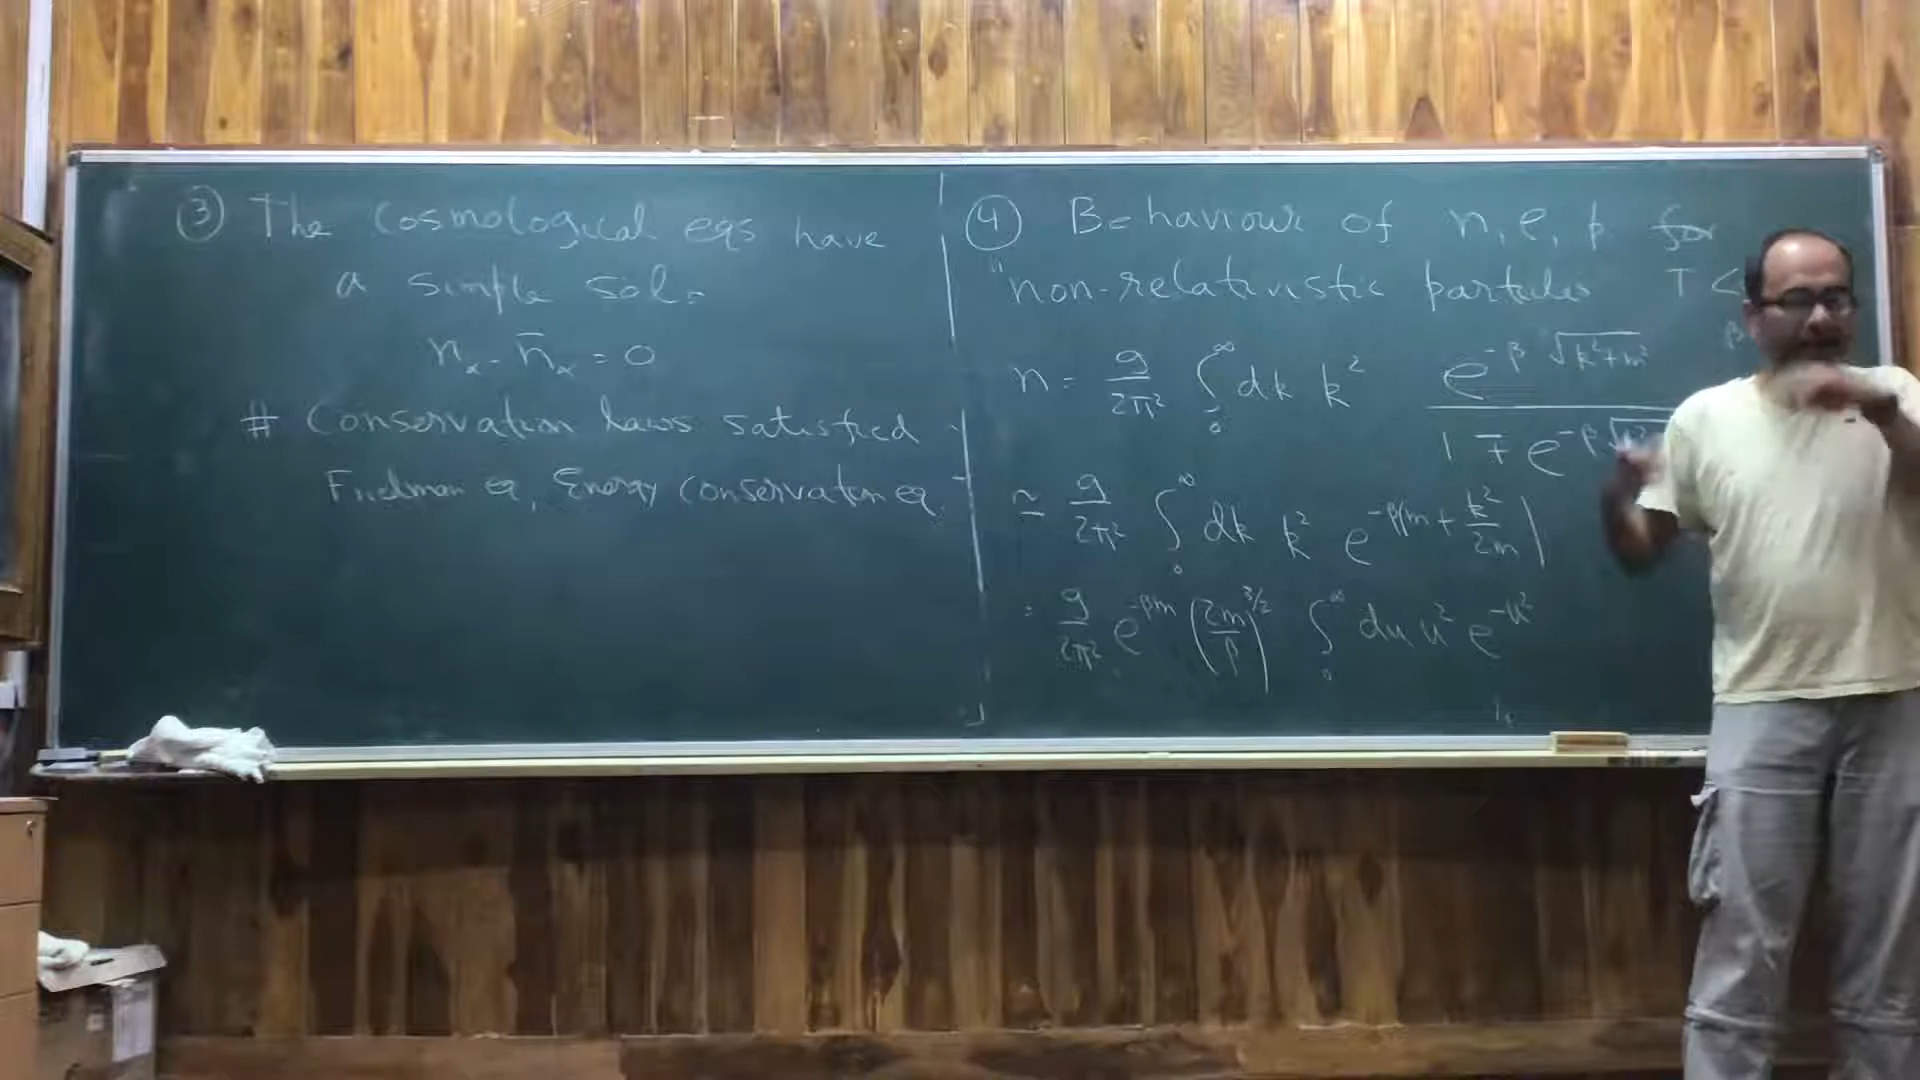 ③ The Cosmological eqs have
a simple sol.
n_α - n̄_α = 0
# Conservation laws satisfied
Friedman eq, Energy conservation eq.
④ Behaviour of n, ρ, p for
"non-relativistic particles T <
n = g/2π² ∫₀^∞ dk k² e^{-β√(k²+m²)} / 1 ∓ e^{-β√k²
≃ g/2π² ∫₀^∞ dk k² e^{-β(m + k²/2m)}
= g/2π² e^{-βm} (2m/β)^{3/2} ∫₀^∞ du u² e^{-u²}